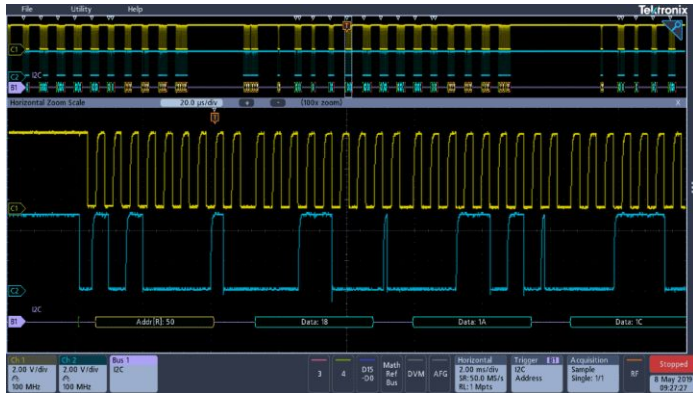 File Utility Help Tektronix
C1
C2 I2C
B1
Horizontal Zoom Scale 20.0 µs/div + - (100x zoom) X
T
C1
C2
I2C
B1 Addr[R]: 50 Data: 18 Data: 1A Data: 1C
Ch 1 Ch 2 Bus 1 Horizontal Trigger Acquisition Stopped
2.00 V/div 2.00 V/div I2C 3 4 D15 -D0 Math Ref Bus DVM AFG 2.00 ms/div I2C Sample RF
SR: 50.0 MS/s Address Single: 1/1
100 MHz 100 MHz RL: 1 Mpts 8 May 2019
09:27:27